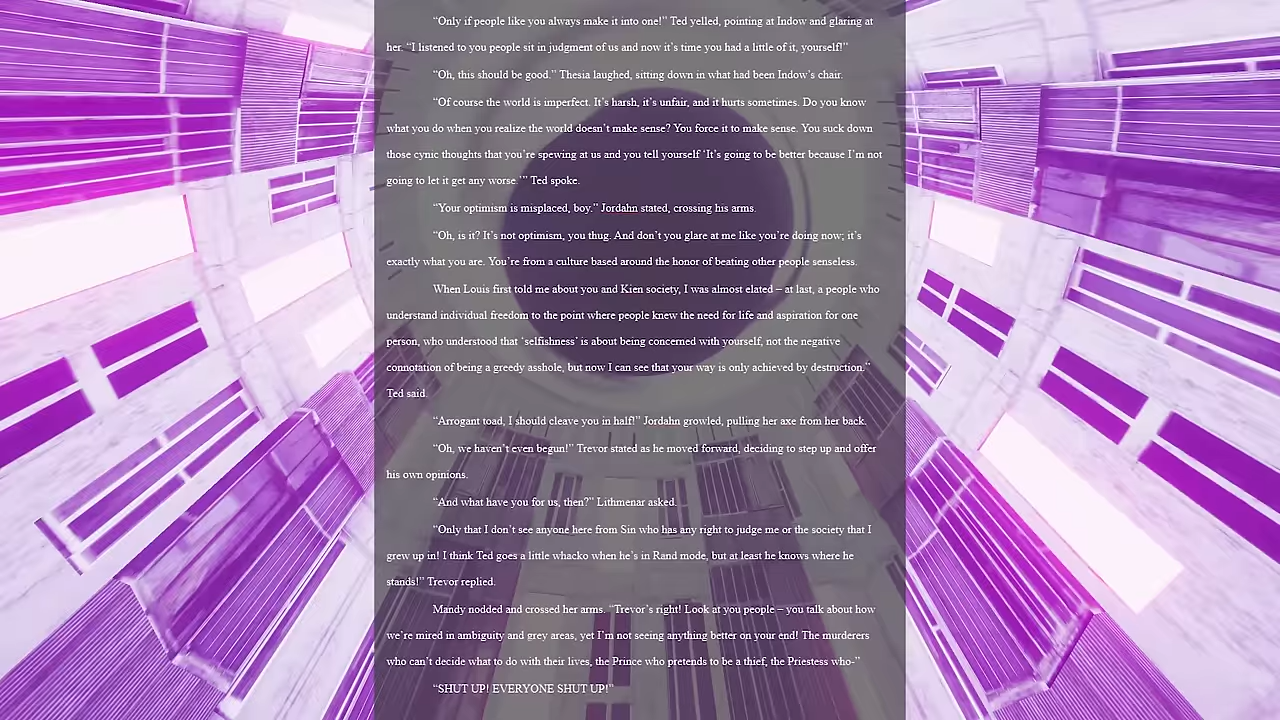 “Only if people like you always make it into one!” Ted yelled, pointing at Indow and glaring at
her. “I listened to you people sit in judgment of us and now it’s time you had a little of it, yourself!”
“Oh, this should be good.” Thesia laughed, sitting down in what had been Indow’s chair.
“Of course the world is imperfect. It’s harsh, it’s unfair, and it hurts sometimes. Do you know
what you do when you realize the world doesn’t make sense? You force it to make sense. You suck down
those cynic thoughts that you’re spewing at us and you tell yourself ‘It’s going to be better because I’m not
going to let it get any worse.’” Ted spoke.
“Your optimism is misplaced, boy.” Jordahn stated, crossing his arms.
“Oh, is it? It’s not optimism, you thug. And don’t you glare at me like you’re doing now; it’s
exactly what you are. You’re from a culture based around the honor of beating other people senseless.
When Louis first told me about you and Kien society, I was almost elated – at last, a people who
understand individual freedom to the point where people knew the need for life and aspiration for one
person, who understood that ‘selfishness’ is about being concerned with yourself, not the negative
connotation of being a greedy asshole, but now I can see that your way is only achieved by destruction.”
Ted said.
“Arrogant toad, I should cleave you in half!” Jordahn growled, pulling her axe from her back.
“Oh, we haven’t even begun!” Trevor stated as he moved forward, deciding to step up and offer
his own opinions.
“And what have you for us, then?” Lithmenar asked.
“Only that I don’t see anyone here from Sin who has any right to judge me or the society that I
grew up in! I think Ted goes a little whacko when he’s in Rand mode, but at least he knows where he
stands!” Trevor replied.
Mandy nodded and crossed her arms. “Trevor’s right! Look at you people – you talk about how
we’re mired in ambiguity and grey areas, yet I’m not seeing anything better on your end! The murderers
who can’t decide what to do with their lives, the Prince who pretends to be a thief, the Priestess who-”
“SHUT UP! EVERYONE SHUT UP!”